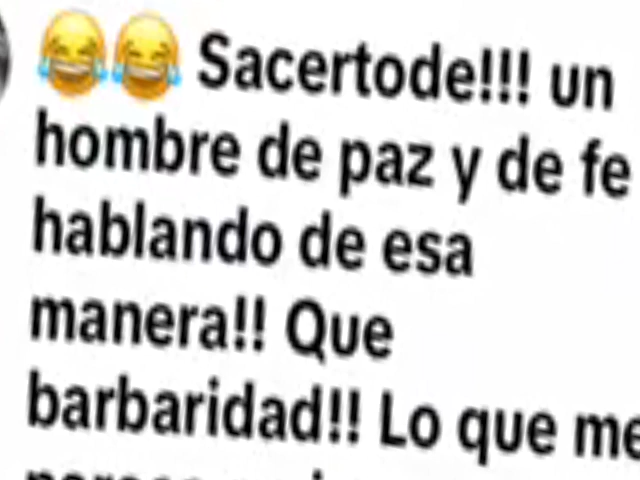 😂😂 Sacertode!!! un
hombre de paz y de fe
hablando de esa
manera!! Que
barbaridad!! Lo que me